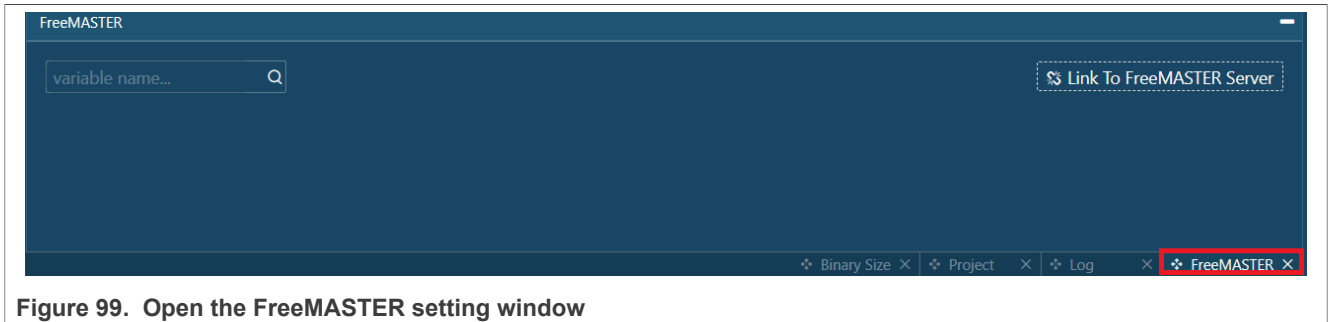 FreeMASTER
variable name...
Link To FreeMASTER Server
Binary Size Project Log FreeMASTER
Figure 99. Open the FreeMASTER setting window